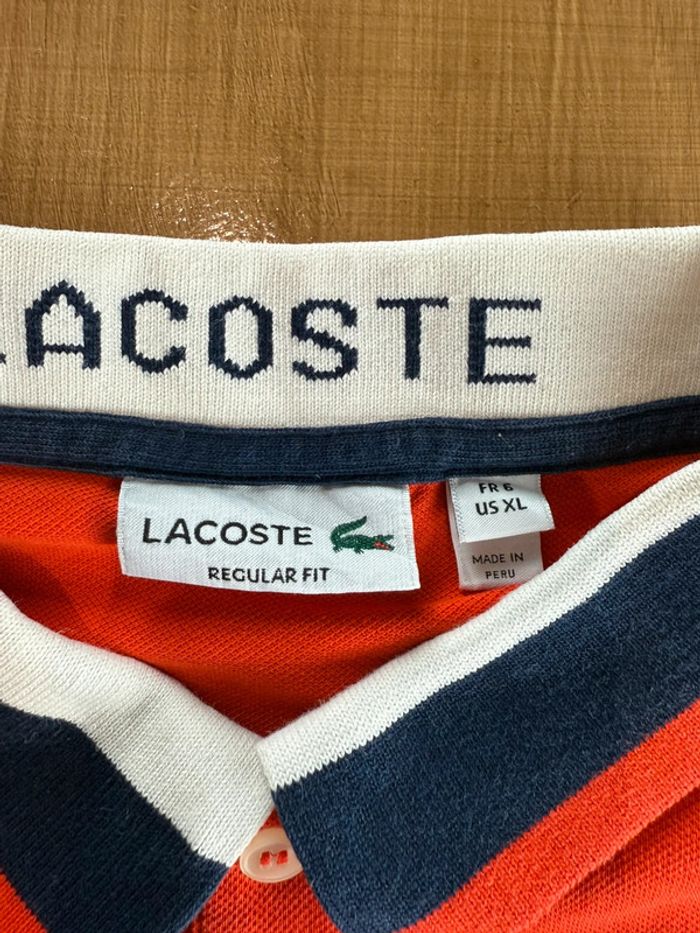 LACOSTE
LACOSTE
REGULAR FIT
FR 6
US XL
MADE IN
PERU